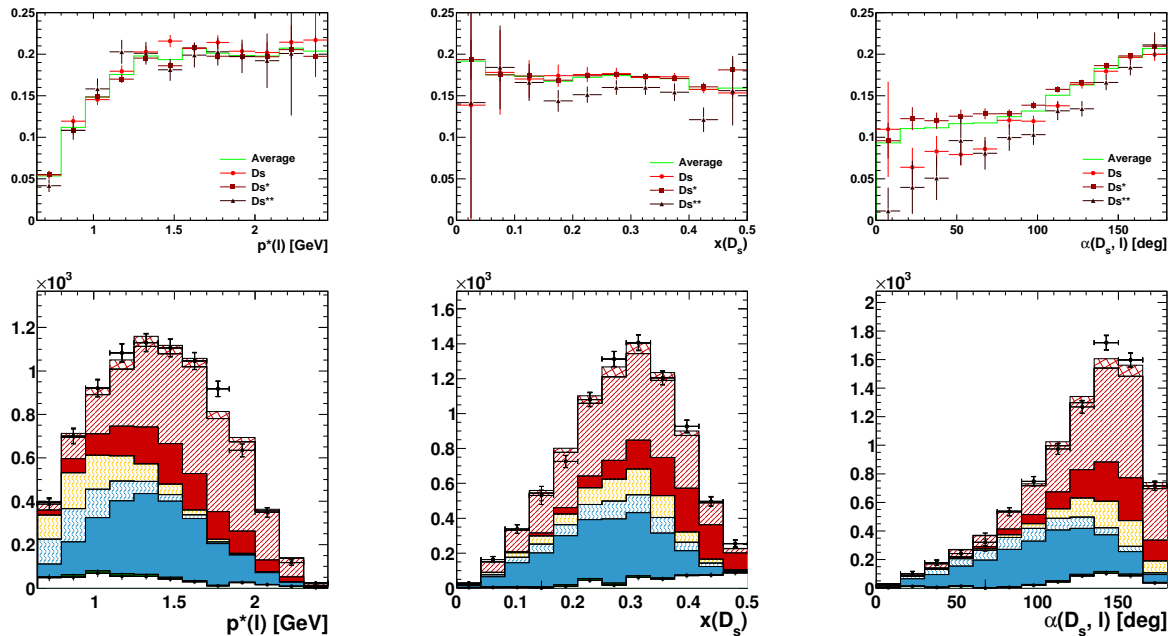 0.25
0.2
0.15
0.1
0.05
0
Average
Ds
Ds*
Ds**
1 1.5 2
p*(l) [GeV]
0.25
0.2
0.15
0.1
0.05
0
Average
Ds
Ds*
Ds**
0 0.1 0.2 0.3 0.4 0.5
x(Ds)
0.25
0.2
0.15
0.1
0.05
0
Average
Ds
Ds*
Ds**
0 50 100 150
α(Ds, l) [deg]
×10³
1.2
1
0.8
0.6
0.4
0.2
0
1 1.5 2
p*(l) [GeV]
×10³
1.6
1.4
1.2
1
0.8
0.6
0.4
0.2
0
0 0.1 0.2 0.3 0.4 0.5
x(Ds)
×10³
2
1.8
1.6
1.4
1.2
1
0.8
0.6
0.4
0.2
0
0 50 100 150
α(Ds, l) [deg]